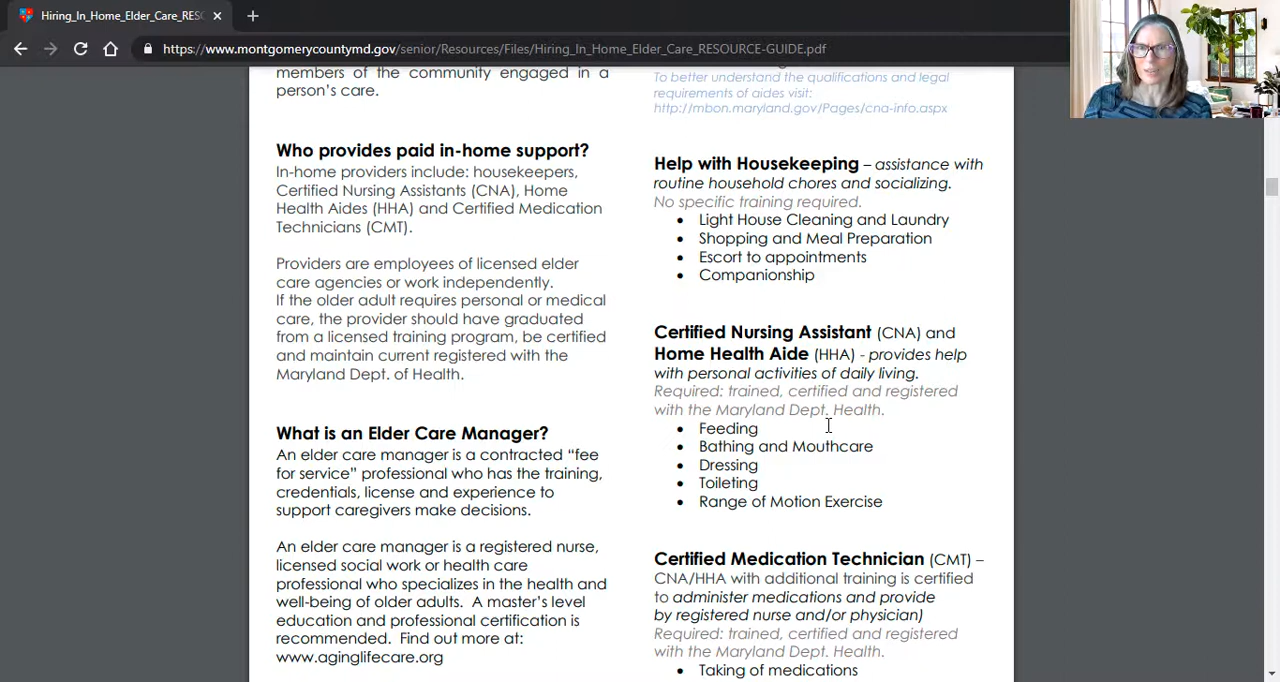 Hiring_In_Home_Elder_Care_RES
https://www.montgomerycountymd.gov/senior/Resources/Files/Hiring_In_Home_Elder_Care_RESOURCE-GUIDE.pdf
members of the community engaged in a
person's care.
Who provides paid in-home support?
In-home providers include: housekeepers,
Certified Nursing Assistants (CNA), Home
Health Aides (HHA) and Certified Medication
Technicians (CMT).
Providers are employees of licensed elder
care agencies or work independently.
If the older adult requires personal or medical
care, the provider should have graduated
from a licensed training program, be certified
and maintain current registered with the
Maryland Dept. of Health.
What is an Elder Care Manager?
An elder care manager is a contracted “fee
for service” professional who has the training,
credentials, license and experience to
support caregivers make decisions.
An elder care manager is a registered nurse,
licensed social work or health care
professional who specializes in the health and
well-being of older adults. A master's level
education and professional certification is
recommended. Find out more at:
www.aginglifecare.org
To better understand the qualifications and legal
requirements of aides visit:
http://mbon.maryland.gov/Pages/cna-info.aspx
Help with Housekeeping – assistance with
routine household chores and socializing.
No specific training required.
• Light House Cleaning and Laundry
• Shopping and Meal Preparation
• Escort to appointments
• Companionship
Certified Nursing Assistant (CNA) and
Home Health Aide (HHA) - provides help
with personal activities of daily living.
Required: trained, certified and registered
with the Maryland Dept. Health.
• Feeding
• Bathing and Mouthcare
• Dressing
• Toileting
• Range of Motion Exercise
Certified Medication Technician (CMT) –
CNA/HHA with additional training is certified
to administer medications and provide
by registered nurse and/or physician)
Required: trained, certified and registered
with the Maryland Dept. Health.
• Taking of medications